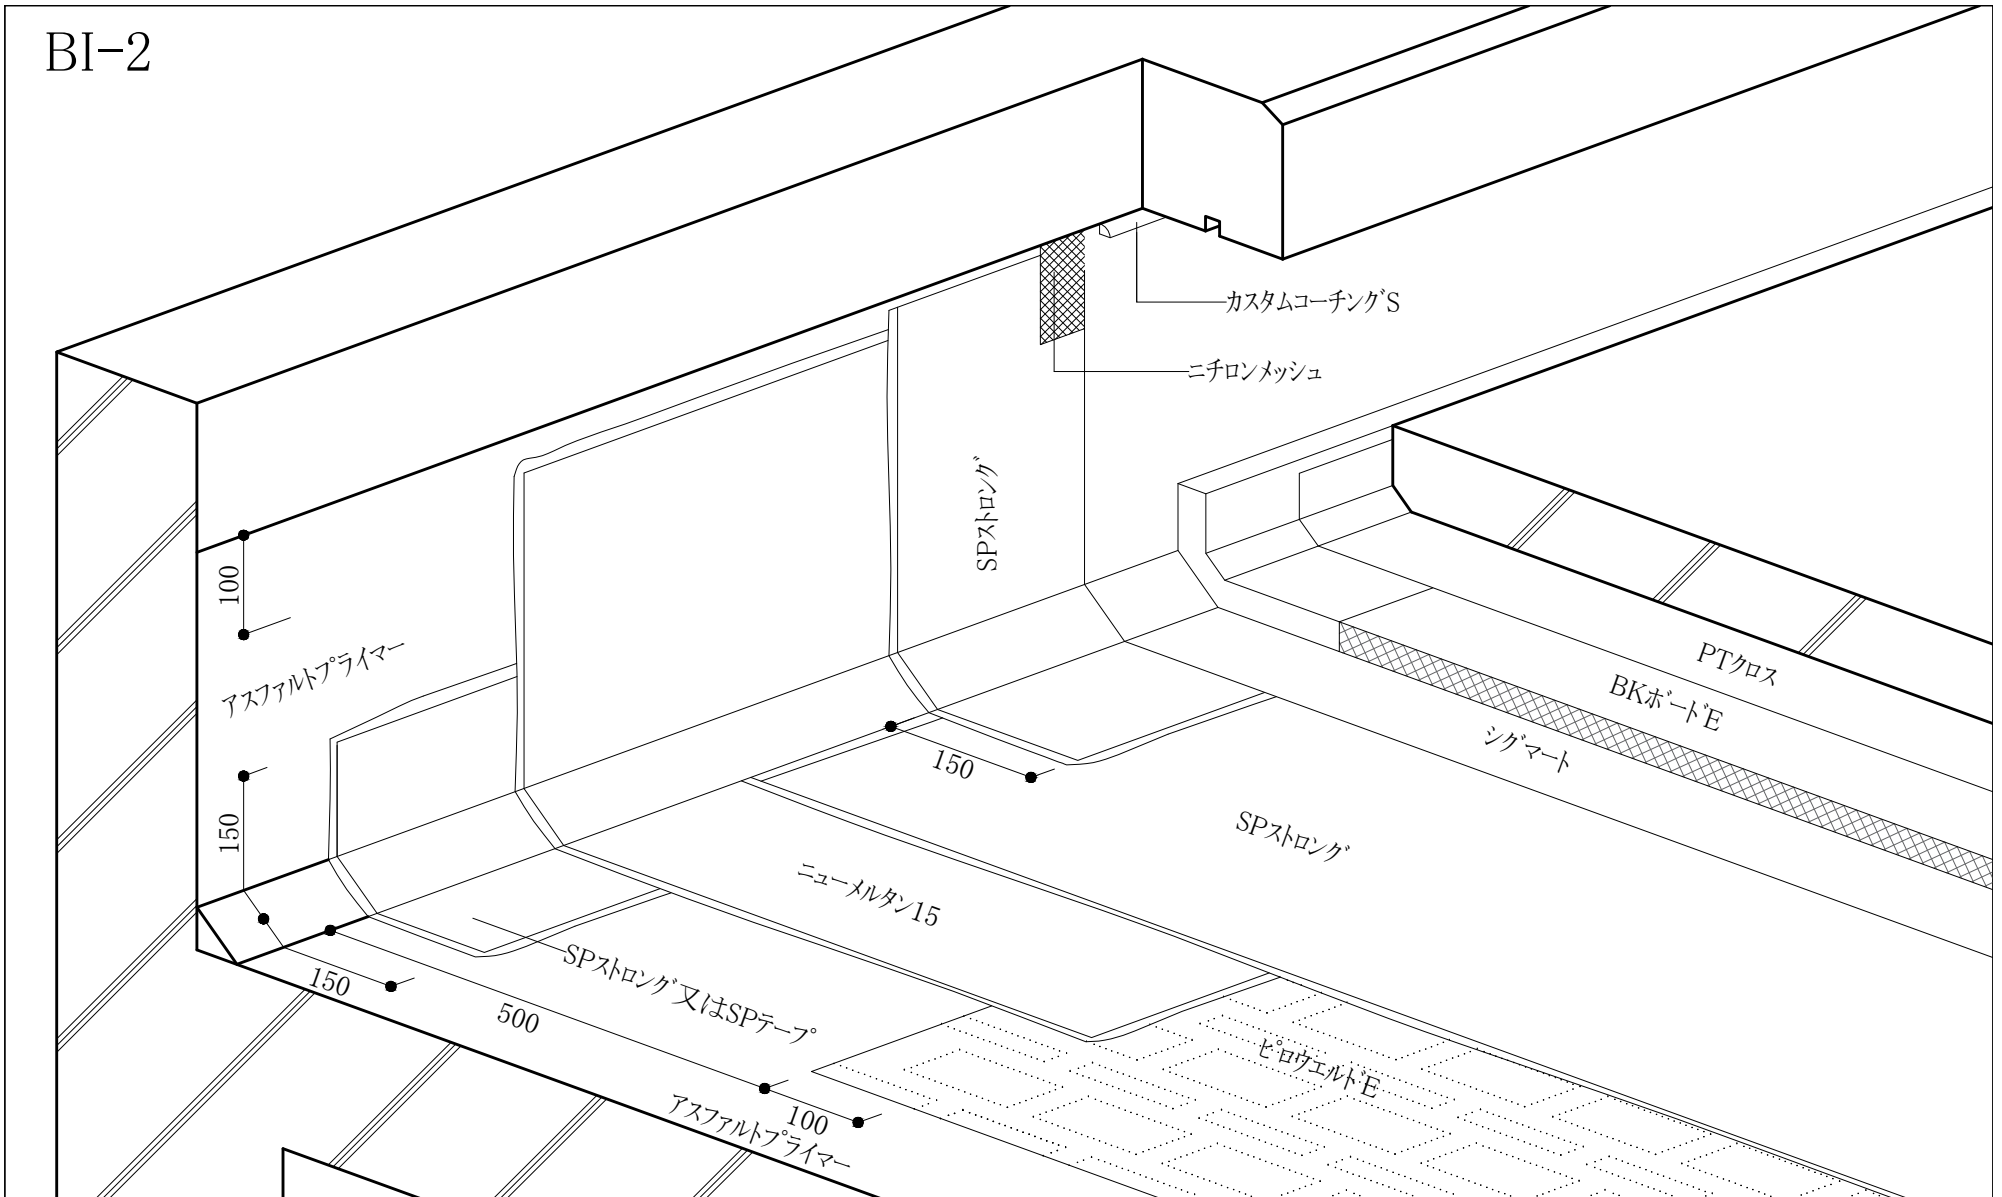 BI-2
カスタムコーチングS
ニチロンメッシュ
SPストロング
100
アスファルトプライマー
PTクロス
BKボードE
シグマート
150
150
SPストロング
ニューメルタン15
SPストロング又はSPテープ
150
500
ピロウエルドE
100
アスファルトプライマー